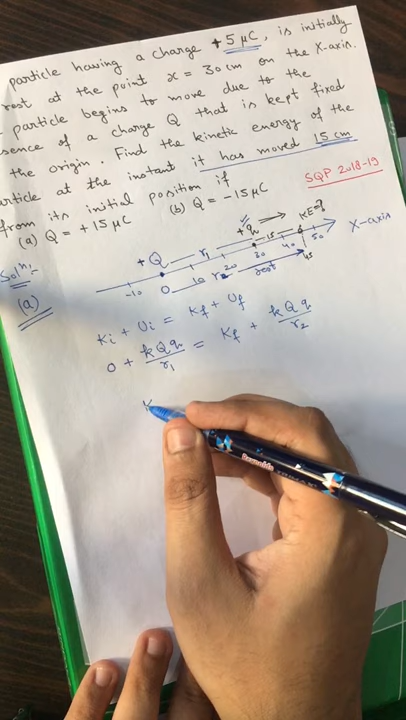 particle having a charge +5 μC, is initially
rest at the point x = 30 cm on the X-axis.
particle begins to move due to the
sence of a charge Q that is kept fixed
the origin. Find the kinetic energy of the
article at the instant it has moved 15 cm
from its initial position if
(a) Q = +15 μC (b) Q = -15 μC
SQP 2018-19
Solⁿ:-
(a)
+Q r₁ +q 15 KE=?
-10 0 10 20 30 40 45 50 X-axis
r₂ rest
Ki + Ui = Kf + Uf
0 + kQq/r₁ = Kf + kQq/r₂
Reynolds